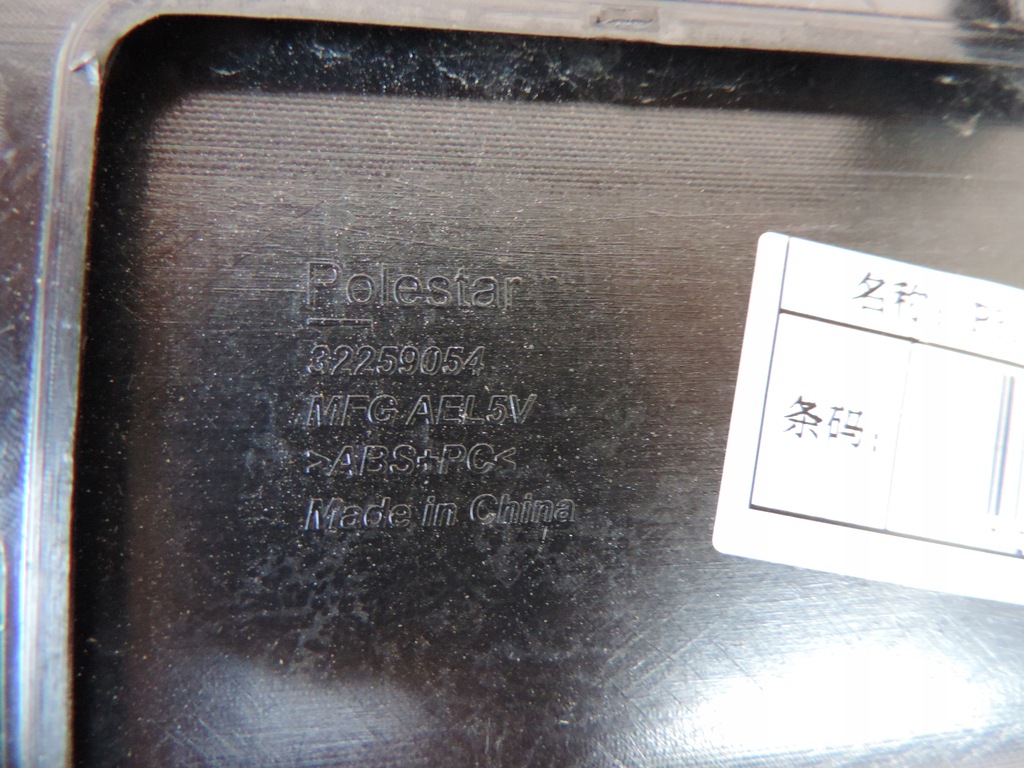 Polestar
32259054
MFG AEL5V
>ABS+PC<
Made in China
名称:
条码: